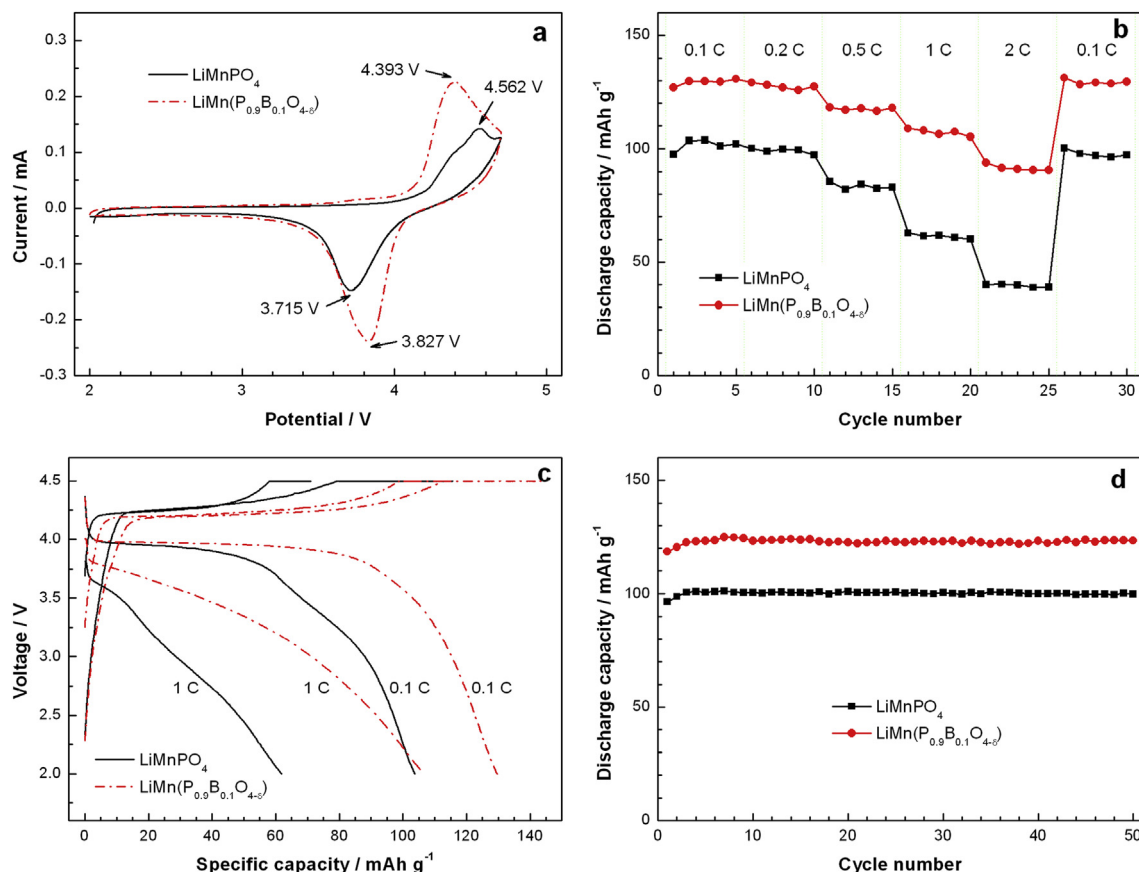 a
0.3
0.2
0.1
0.0
-0.1
-0.2
-0.3
Current / mA
LiMnPO₄
LiMn(P₀.₉B₀.₁O₄₋δ)
4.393 V
4.562 V
3.715 V
3.827 V
2 3 4 5
Potential / V
b
150
100
50
0
Discharge capacity / mAh g⁻¹
0.1 C 0.2 C 0.5 C 1 C 2 C 0.1 C
LiMnPO₄
LiMn(P₀.₉B₀.₁O₄₋δ)
0 5 10 15 20 25 30
Cycle number
c
4.5
4.0
3.5
3.0
2.5
2.0
Voltage / V
1 C 1 C 0.1 C 0.1 C
LiMnPO₄
LiMn(P₀.₉B₀.₁O₄₋δ)
0 20 40 60 80 100 120 140
Specific capacity / mAh g⁻¹
d
150
100
50
0
Discharge capacity / mAh g⁻¹
LiMnPO₄
LiMn(P₀.₉B₀.₁O₄₋δ)
0 10 20 30 40 50
Cycle number